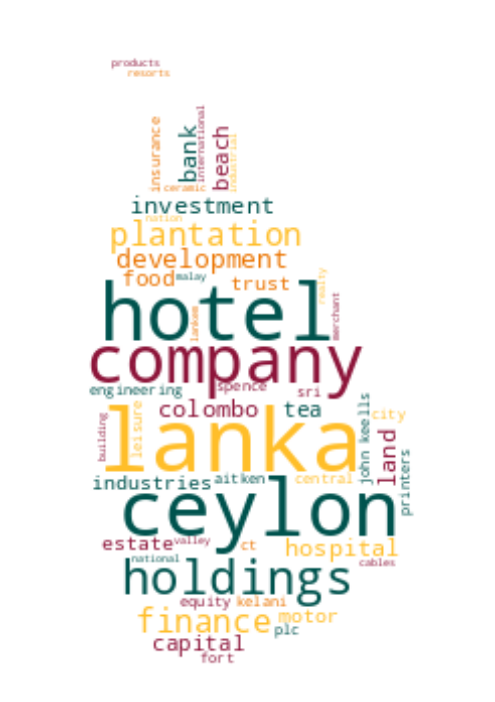 products
resorts
insurance
bank
international
beach
industrial
ceramic
investment
nation
plantation
development
food
malay
trust
realty
hotel
lankem
merchant
company
engineering
spence
sri
building
leisure
colombo
tea
john keells
city
lanka
land
printers
industries
aitken
central
ceylon
estate
valley
ct
hospital
national
cables
holdings
equity
kelani
finance
motor
plc
capital
fort